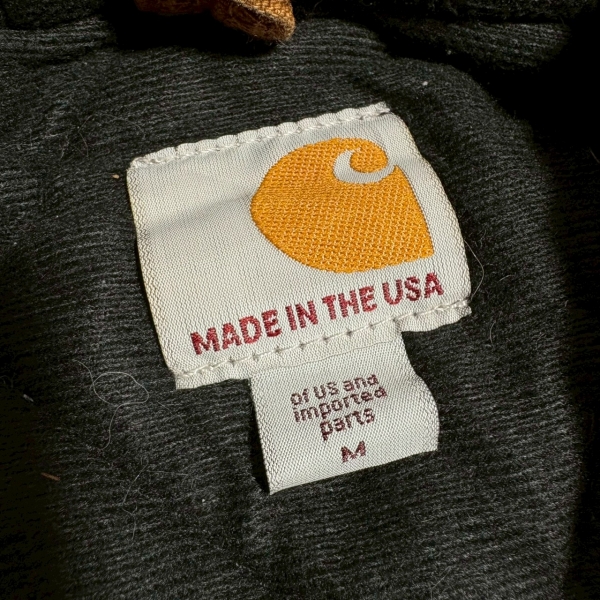 MADE IN THE USA
of US and
imported
parts
M